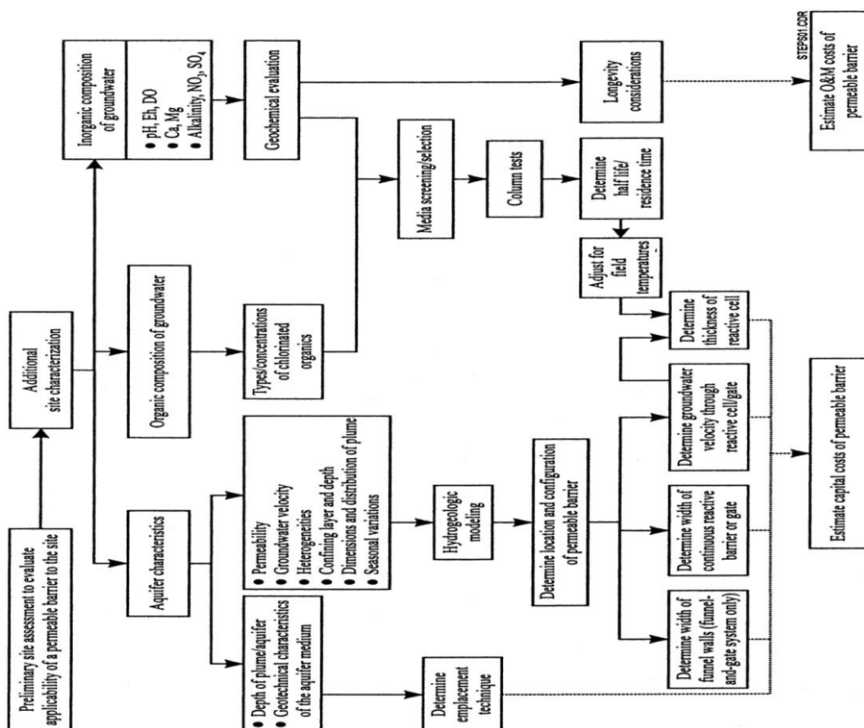 Preliminary site assessment to evaluate
applicability of a permeable barrier to the site
Additional
site characterization
Aquifer characteristics
Organic composition of groundwater
Inorganic composition
of groundwater
● pH, Eh, DO
● Ca, Mg
● Alkalinity, NO3, SO4
● Depth of plume/aquifer
● Geotechnical characteristics
of the aquifer medium
● Permeability
● Groundwater velocity
● Heterogeneities
● Confining layer and depth
● Dimensions and distribution of plume
● Seasonal variations
Types/concentrations
of chlorinated
organics
Geochemical evaluation
Determine
emplacement
technique
Hydrogeologic
modeling
Media screening/selection
Column tests
Determine location and configuration
of permeable barrier
Determine
half life/
residence time
Longevity
considerations
Adjust for
field
temperatures
Determine width of
funnel walls (funnel-
and-gate system only)
Determine width of
continuous reactive
barrier or gate
Determine groundwater
velocity through
reactive cell/gate
Determine
thickness of
reactive cell
STEPS01.CDR
Estimate capital costs of permeable barrier
Estimate O&M costs of
permeable barrier